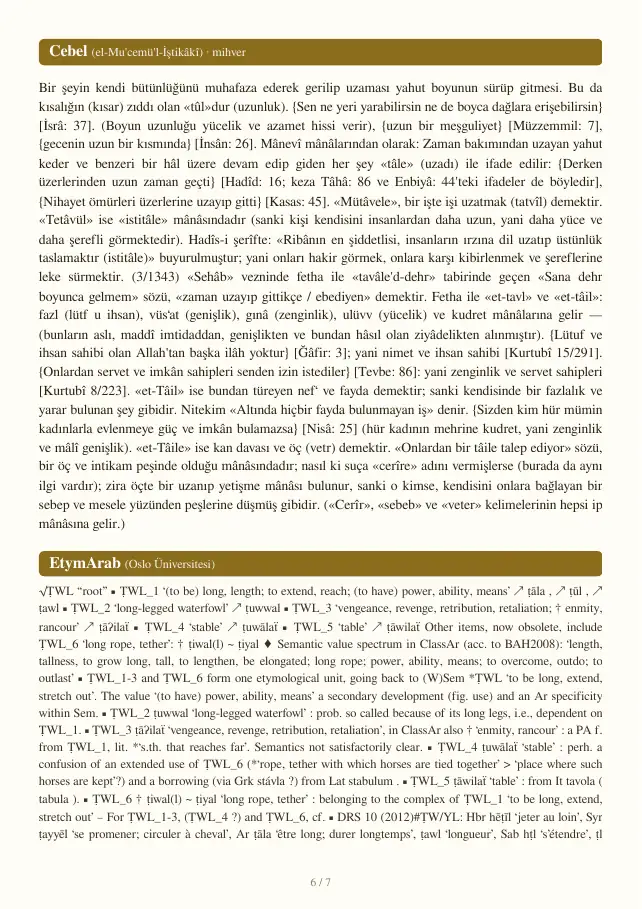 Cebel (el-Mu'cemü'l-İştikâkî) · mihver
Bir şeyin kendi bütünlüğünü muhafaza ederek gerilip uzaması yahut boyunun sürüp gitmesi. Bu da
kısalığın (kısar) zıddı olan «tûl»dur (uzunluk). {Sen ne yeri yarabilirsin ne de boyca dağlara erişebilirsin}
[İsrâ: 37]. (Boyun uzunluğu yücelik ve azamet hissi verir), {uzun bir meşguliyet} [Müzzemmil: 7],
{gecenin uzun bir kısmında} [İnsân: 26]. Mânevî mânâlarından olarak: Zaman bakımından uzayan yahut
keder ve benzeri bir hâl üzere devam edip giden her şey «tâle» (uzadı) ile ifade edilir: {Derken
üzerlerinden uzun zaman geçti} [Hadîd: 16; keza Tâhâ: 86 ve Enbiyâ: 44'teki ifadeler de böyledir],
{Nihayet ömürleri üzerlerine uzayıp gitti} [Kasas: 45]. «Mütâvele», bir işte işi uzatmak (tatvîl) demektir.
«Tetâvül» ise «istitâle» mânâsındadır (sanki kişi kendisini insanlardan daha uzun, yani daha yüce ve
daha şerefli görmektedir). Hadîs-i şerîfte: «Ribânın en şiddetlisi, insanların ırzına dil uzatıp üstünlük
taslamaktır (istitâle)» buyurulmuştur; yani onları hakir görmek, onlara karşı kibirlenmek ve şereflerine
leke sürmektir. (3/1343) «Sehâb» vezninde fetha ile «tavâle'd-dehr» tabirinde geçen «Sana dehr
boyunca gelmem» sözü, «zaman uzayıp gittikçe / ebediyen» demektir. Fetha ile «et-tavl» ve «et-tâil»:
fazl (lütf u ihsan), vüs‘at (genişlik), gınâ (zenginlik), ulüvv (yücelik) ve kudret mânâlarına gelir —
(bunların aslı, maddî imtidaddan, genişlikten ve bundan hâsıl olan ziyâdelikten alınmıştır). {Lütuf ve
ihsan sahibi olan Allah'tan başka ilâh yoktur} [Ğâfir: 3]; yani nimet ve ihsan sahibi [Kurtubî 15/291].
{Onlardan servet ve imkân sahipleri senden izin istediler} [Tevbe: 86]: yani zenginlik ve servet sahipleri
[Kurtubî 8/223]. «et-Tâil» ise bundan türeyen nef‘ ve fayda demektir; sanki kendisinde bir fazlalık ve
yarar bulunan şey gibidir. Nitekim «Altında hiçbir fayda bulunmayan iş» denir. {Sizden kim hür mümin
kadınlarla evlenmeye güç ve imkân bulamazsa} [Nisâ: 25] (hür kadının mehrine kudret, yani zenginlik
ve mâlî genişlik). «et-Tâile» ise kan davası ve öç (vetr) demektir. «Onlardan bir tâile talep ediyor» sözü,
bir öç ve intikam peşinde olduğu mânâsındadır; nasıl ki suça «cerîre» adını vermişlerse (burada da aynı
ilgi vardır); zira öçte bir uzanıp yetişme mânâsı bulunur, sanki o kimse, kendisini onlara bağlayan bir
sebep ve mesele yüzünden peşlerine düşmüş gibidir. («Cerîr», «sebeb» ve «veter» kelimelerinin hepsi ip
mânâsına gelir.)
EtymArab (Oslo Üniversitesi)
√ṬWL “root” ▪ ṬWL_1 ‘(to be) long, length; to extend, reach; (to have) power, ability, means’ ↗ ṭāla , ↗ ṭūl , ↗
ṭawl ▪ ṬWL_2 ‘long-legged waterfowl’ ↗ ṭuwwal ▪ ṬWL_3 ‘vengeance, revenge, retribution, retaliation; † enmity,
rancour’ ↗ ṭāʔilaẗ ▪ ṬWL_4 ‘stable’ ↗ ṭuwālaẗ ▪ ṬWL_5 ‘table’ ↗ ṭāwilaẗ Other items, now obsolete, include
ṬWL_6 ‘long rope, tether’: † ṭiwal(l) ~ ṭiyal ♦ Semantic value spectrum in ClassAr (acc. to BAH2008): ‘length,
tallness, to grow long, tall, to lengthen, be elongated; long rope; power, ability, means; to overcome, outdo; to
outlast’ ▪ ṬWL_1-3 and ṬWL_6 form one etymological unit, going back to (W)Sem *ṬWL ‘to be long, extend,
stretch out’. The value ‘(to have) power, ability, means’ a secondary development (fig. use) and an Ar specificity
within Sem. ▪ ṬWL_2 ṭuwwal ‘long-legged waterfowl’ : prob. so called because of its long legs, i.e., dependent on
ṬWL_1. ▪ ṬWL_3 ṭāʔilaẗ ‘vengeance, revenge, retribution, retaliation’, in ClassAr also † ‘enmity, rancour’ : a PA f.
from ṬWL_1, lit. *‘s.th. that reaches far’. Semantics not satisfactorily clear. ▪ ṬWL_4 ṭuwālaẗ ‘stable’ : perh. a
confusion of an extended use of ṬWL_6 (*‘rope, tether with which horses are tied together’ > ‘place where such
horses are kept’?) and a borrowing (via Grk stávla ?) from Lat stabulum . ▪ ṬWL_5 ṭāwilaẗ ‘table’ : from It tavola (
tabula ). ▪ ṬWL_6 † ṭiwal(l) ~ ṭiyal ‘long rope, tether’ : belonging to the complex of ṬWL_1 ‘to be long, extend,
stretch out’ – For ṬWL_1-3, (ṬWL_4 ?) and ṬWL_6, cf. ▪ DRS 10 (2012)#ṬW/YL: Hbr hēṭīl ‘jeter au loin’, Syr
ṭayyēl ‘se promener; circuler à cheval’, Ar ṭāla ‘être long; durer longtemps’, ṭawl ‘longueur’, Sab hṭl ‘s’étendre’, ṭl
6 / 7